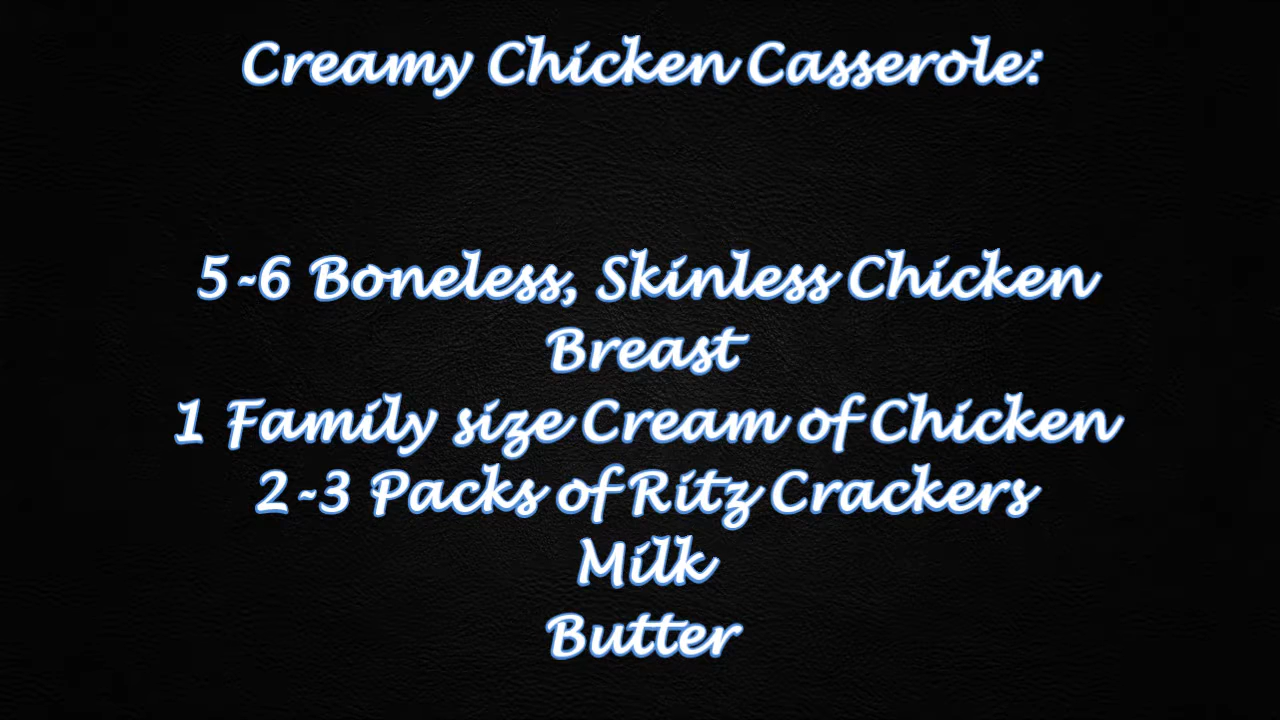 Creamy Chicken Casserole:
5-6 Boneless, Skinless Chicken
Breast
1 Family size Cream of Chicken
2-3 Packs of Ritz Crackers
Milk
Butter